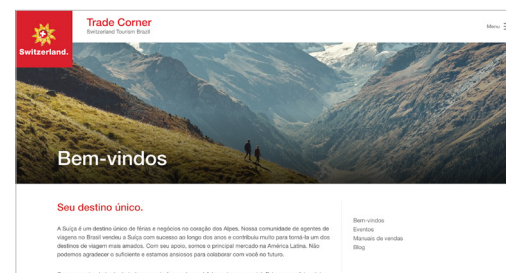 Switzerland.
Trade Corner
Switzerland Tourism Brazil
Menu
Bem-vindos
Seu destino único.
A Suíça é um destino único de férias e negócios no coração dos Alpes. Nossa comunidade de agentes de
viagens no Brasil vendeu a Suíça com sucesso ao longo dos anos e contribuiu muito para torná-la um dos
destinos de viagem mais amados. Com seu apoio, somos o principal mercado na América Latina. Não
podemos agradecer o suficiente e estamos ansiosos para colaborar com você no futuro.
Bem-vindos
Eventos
Manuais de vendas
Blog